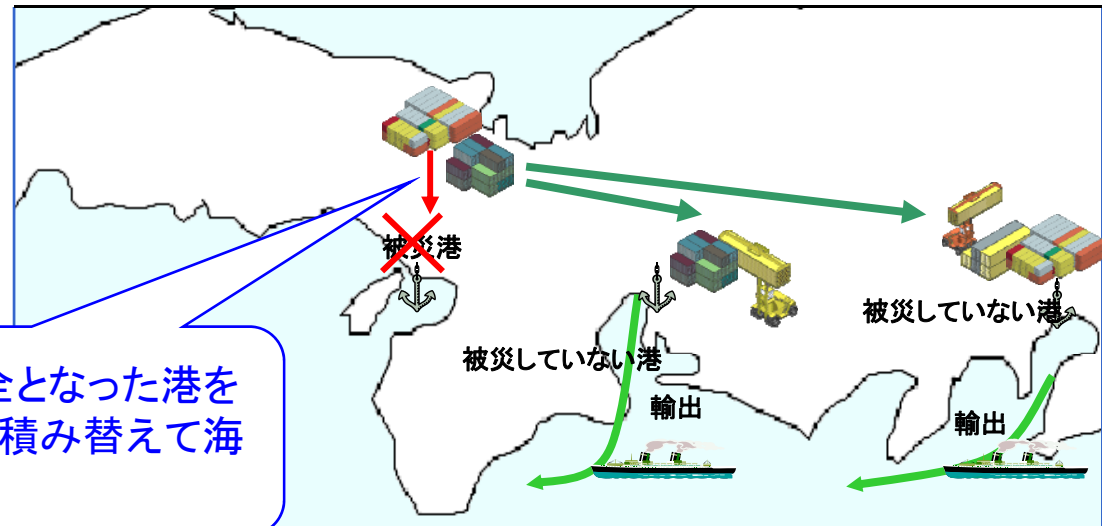 被災港
被災していない港
被災していない港
輸出
輸出
全となった港を
積み替えて海